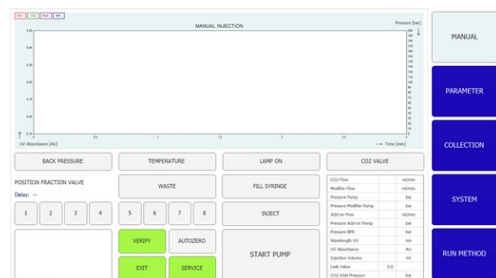 MANUAL INJECTION
Pressure [bar]
UV Absorbance [AU]
Time [min]
BACK PRESSURE
TEMPERATURE
LAMP ON
CO2 VALVE
POSITION FRACTION VALVE
Delay: --
WASTE
FILL SYRINGE
1 2 3 4 5 6 7 8
INJECT
VERIFY
AUTOZERO
EXIT
SERVICE
START PUMP
CO2 Flow ml/min
Modifier Flow ml/min
Pressure Pump bar
Pressure Modifier Pump bar
Add-on Flow ml/min
Pressure Add-on Pump bar
Pressure BPR bar
Wavelength UV nm
UV Absorbance AU
Injection Volume ml
Leak Value 0,0
CO2 Inlet Pressure bar
MANUAL
PARAMETER
COLLECTION
SYSTEM
RUN METHOD